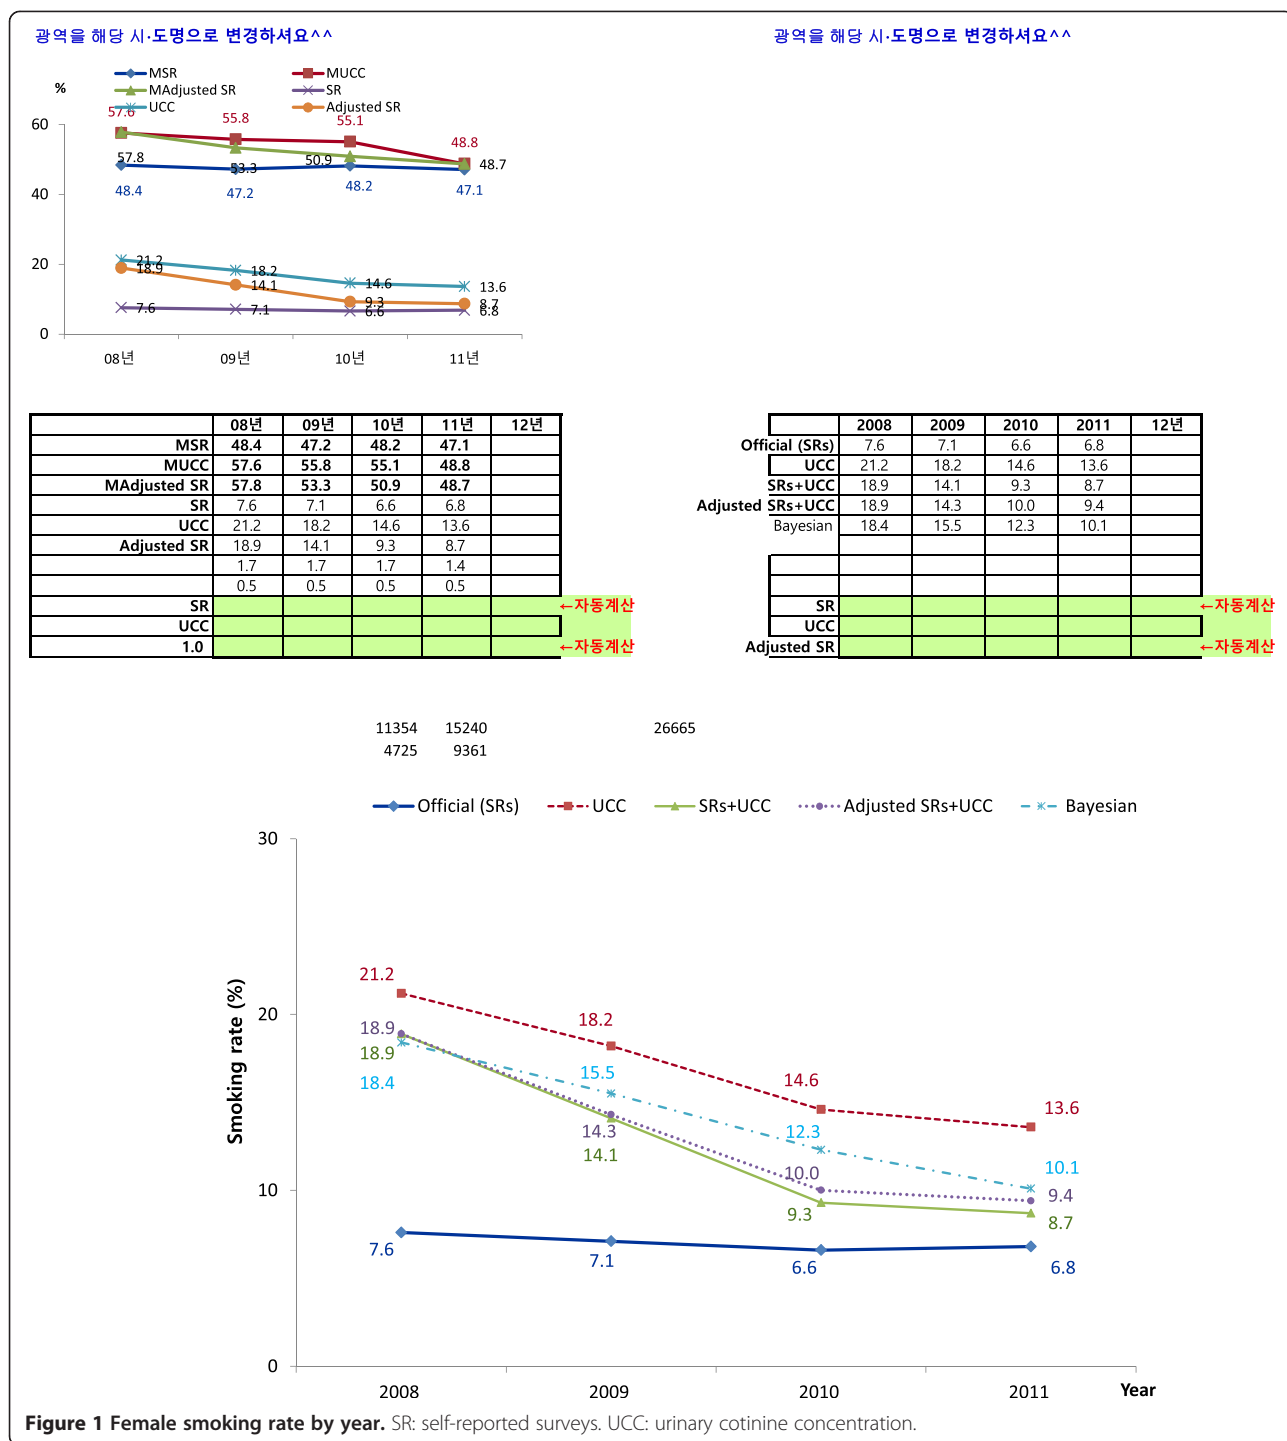 광역을 해당 시·도명으로 변경하셔요^^
광역을 해당 시·도명으로 변경하셔요^^
MSR MUCC
% MAdjusted SR SR
UCC Adjusted SR
57.6 55.8 55.1 48.8
60
57.8 53.3 50.9 48.7
48.4 47.2 48.2 47.1
40
21.2 18.2 14.6 13.6
20
18.9 14.1 9.3 8.7
7.6 7.1 6.6 6.8
0
08년 09년 10년 11년
08년 09년 10년 11년 12년
MSR 48.4 47.2 48.2 47.1
MUCC 57.6 55.8 55.1 48.8
MAdjusted SR 57.8 53.3 50.9 48.7
SR 7.6 7.1 6.6 6.8
UCC 21.2 18.2 14.6 13.6
Adjusted SR 18.9 14.1 9.3 8.7
1.7 1.7 1.7 1.4
0.5 0.5 0.5 0.5
SR ←자동계산
UCC
1.0 ←자동계산
2008 2009 2010 2011 12년
Official (SRs) 7.6 7.1 6.6 6.8
UCC 21.2 18.2 14.6 13.6
SRs+UCC 18.9 14.1 9.3 8.7
Adjusted SRs+UCC 18.9 14.3 10.0 9.4
Bayesian 18.4 15.5 12.3 10.1
SR ←자동계산
UCC
Adjusted SR ←자동계산
11354 15240 26665
4725 9361
Official (SRs) UCC SRs+UCC Adjusted SRs+UCC Bayesian
Smoking rate (%)
30
21.2 18.2 14.6 13.6
20
18.9 14.3 10.0 9.4
18.9 14.1 9.3 8.7
18.4 15.5 12.3 10.1
10
7.6 7.1 6.6 6.8
0
2008 2009 2010 2011 Year
Figure 1 Female smoking rate by year. SR: self-reported surveys. UCC: urinary cotinine concentration.